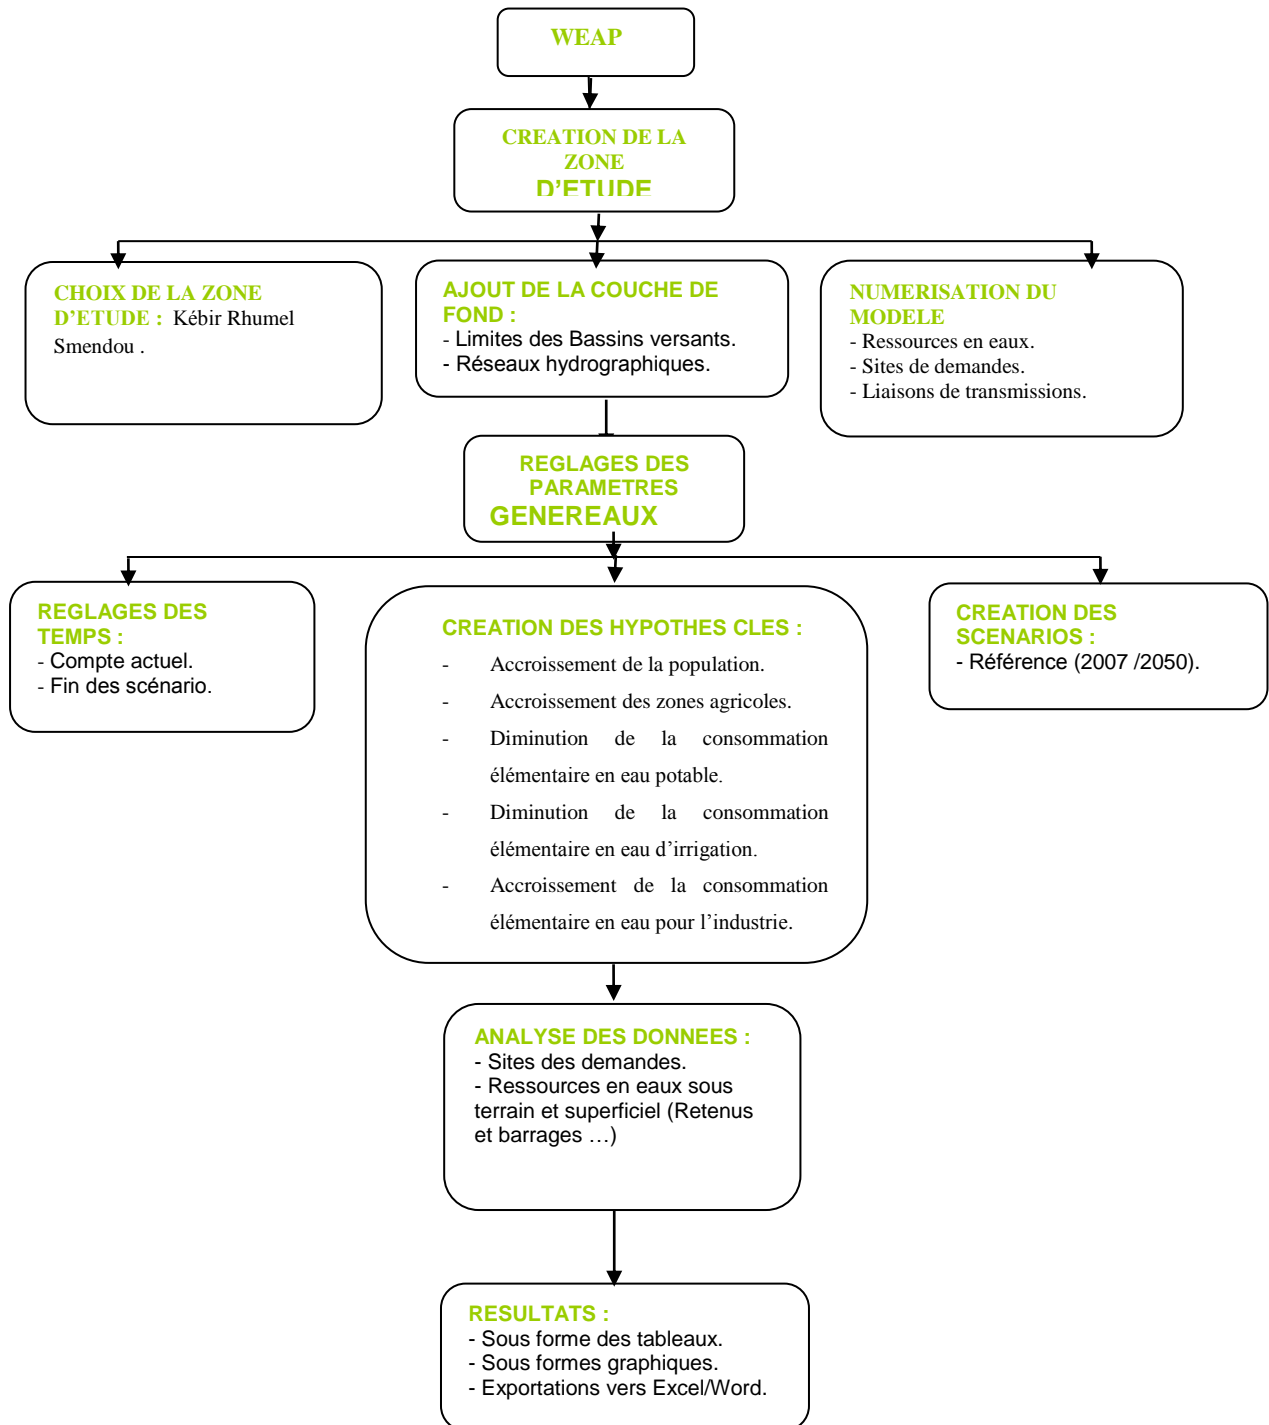 WEAP
CREATION DE LA
ZONE
D’ETUDE
CHOIX DE LA ZONE
D’ETUDE : Kébir Rhumel
Smendou .
AJOUT DE LA COUCHE DE
FOND :
- Limites des Bassins versants.
- Réseaux hydrographiques.
NUMERISATION DU
MODELE
- Ressources en eaux.
- Sites de demandes.
- Liaisons de transmissions.
REGLAGES DES
PARAMETRES
GENEREAUX
REGLAGES DES
TEMPS :
- Compte actuel.
- Fin des scénario.
CREATION DES HYPOTHES CLES :
- Accroissement de la population.
- Accroissement des zones agricoles.
- Diminution de la consommation
élémentaire en eau potable.
- Diminution de la consommation
élémentaire en eau d’irrigation.
- Accroissement de la consommation
élémentaire en eau pour l’industrie.
CREATION DES
SCENARIOS :
- Référence (2007 /2050).
ANALYSE DES DONNEES :
- Sites des demandes.
- Ressources en eaux sous
terrain et superficiel (Retenus
et barrages …)
RESULTATS :
- Sous forme des tableaux.
- Sous formes graphiques.
- Exportations vers Excel/Word.